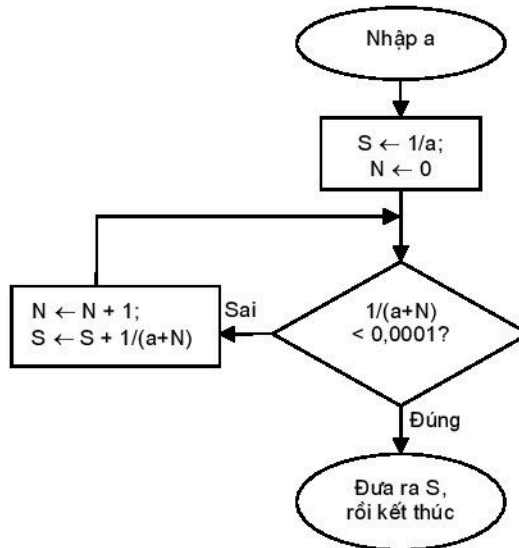 Nhập a
S ← 1/a;
N ← 0
N ← N + 1;
S ← S + 1/(a+N)
Sai
1/(a+N)
< 0,0001?
Đúng
Đưa ra S,
rồi kết thúc